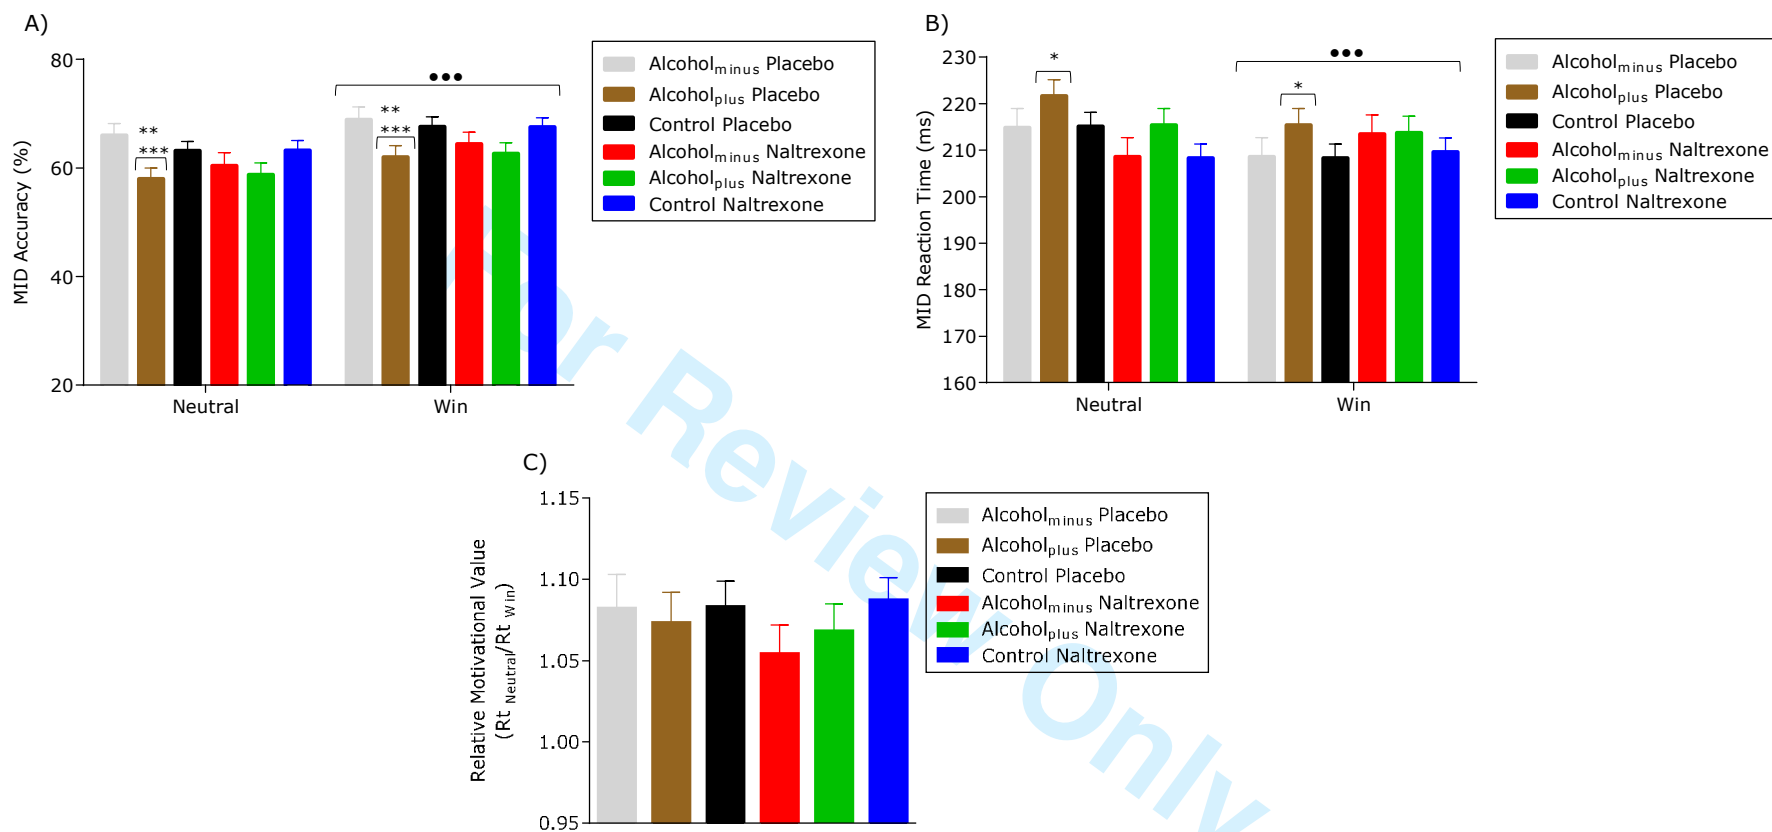 A)
MID Accuracy (%)
80
60
40
20
**
***
**
***
•••
Neutral
Win
Alcoholminus Placebo
Alcoholplus Placebo
Control Placebo
Alcoholminus Naltrexone
Alcoholplus Naltrexone
Control Naltrexone
B)
MID Reaction Time (ms)
230
220
210
200
190
180
170
160
*
*
•••
Neutral
Win
Alcoholminus Placebo
Alcoholplus Placebo
Control Placebo
Alcoholminus Naltrexone
Alcoholplus Naltrexone
Control Naltrexone
C)
Relative Motivational Value
(Rt Neutral/Rt Win)
1.15
1.10
1.05
1.00
0.95
Alcoholminus Placebo
Alcoholplus Placebo
Control Placebo
Alcoholminus Naltrexone
Alcoholplus Naltrexone
Control Naltrexone
For Review Only